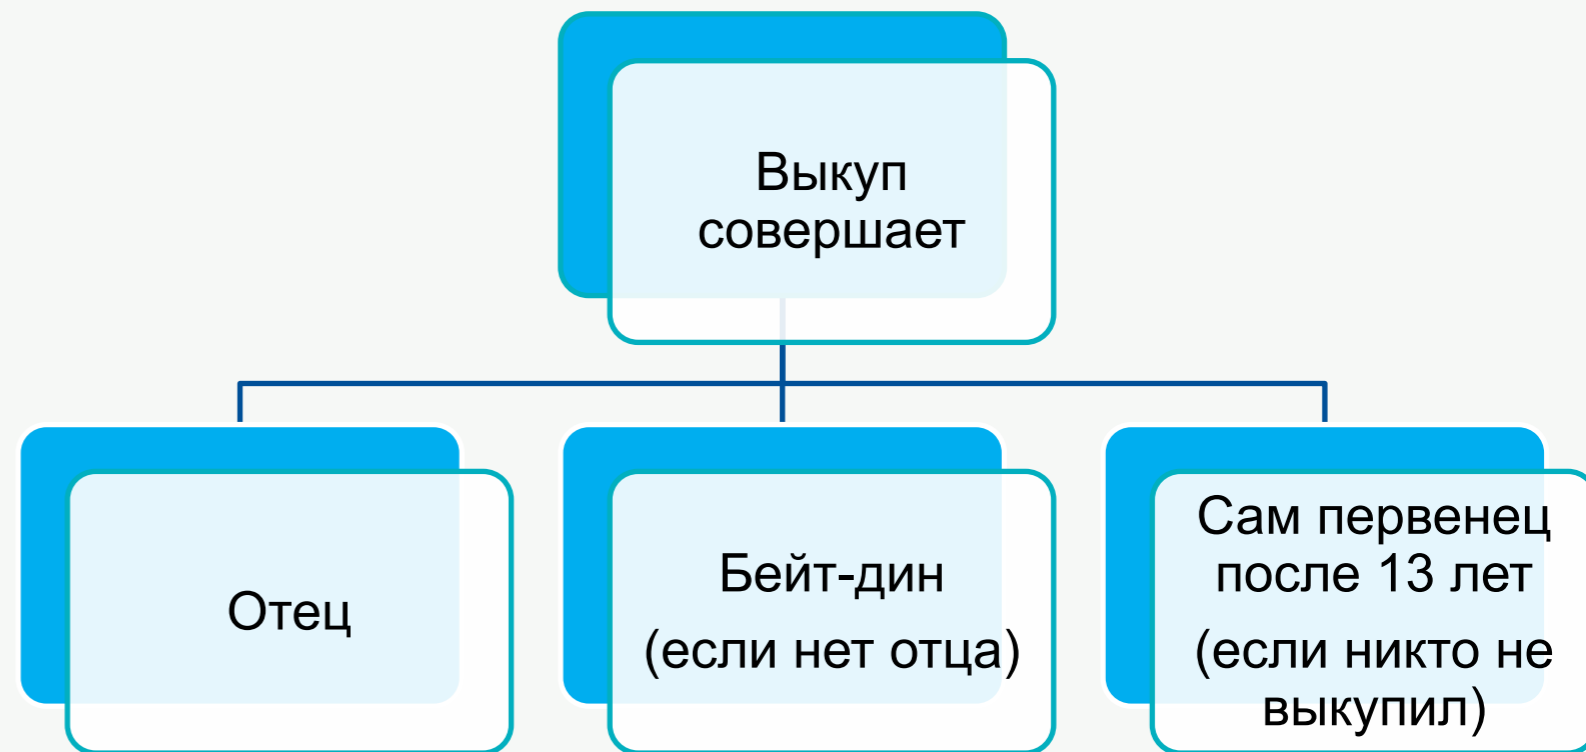 Выкуп
совершает
Отец
Бейт-дин
(если нет отца)
Сам первенец
после 13 лет
(если никто не
выкупил)